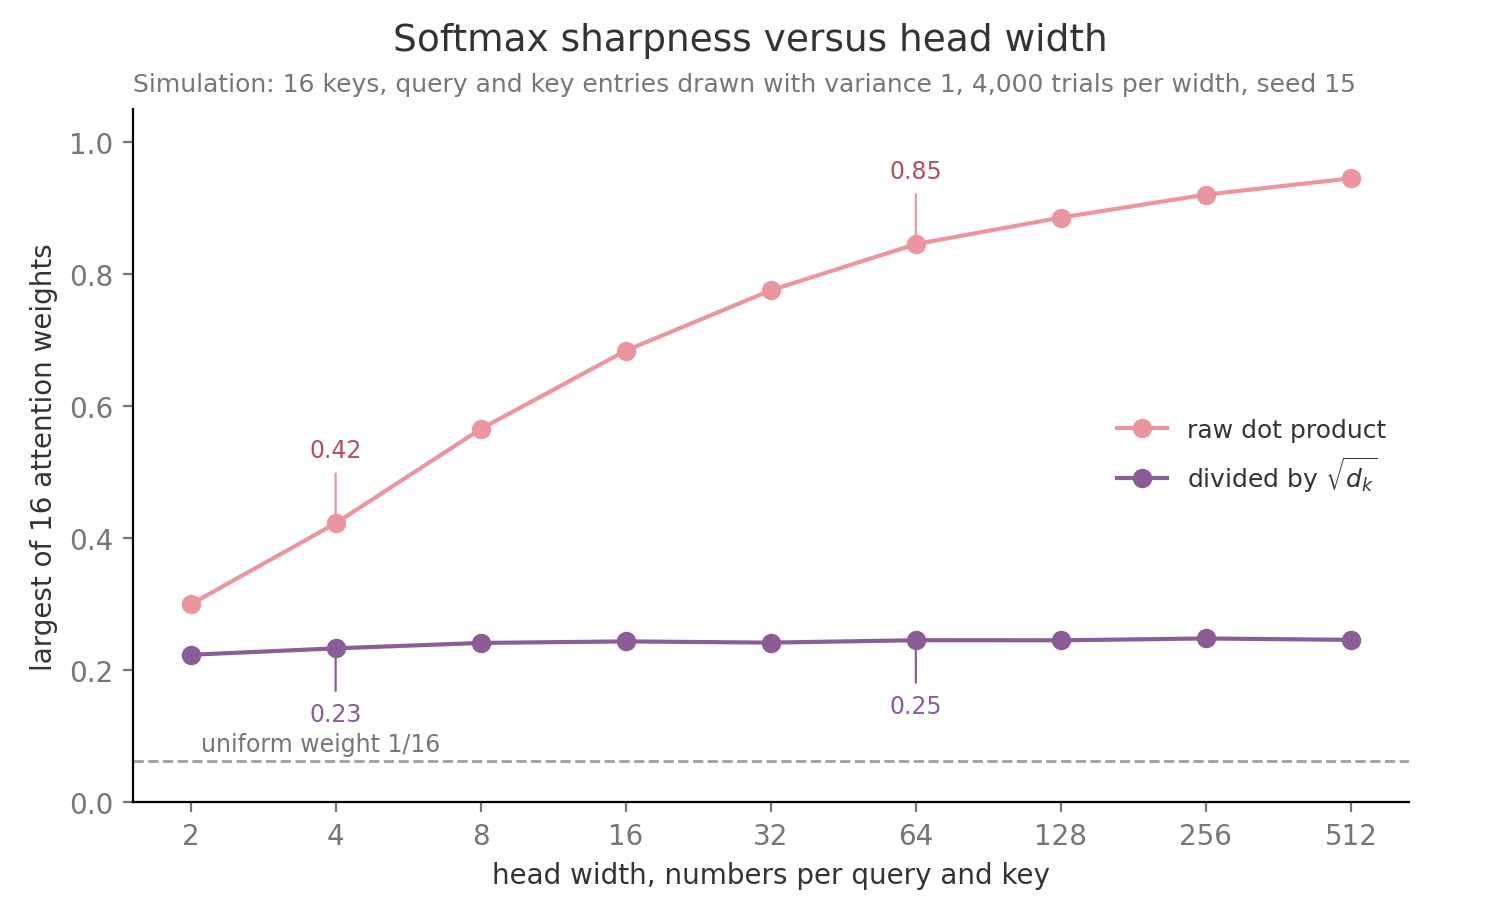 Softmax sharpness versus head width
Simulation: 16 keys, query and key entries drawn with variance 1, 4,000 trials per width, seed 15
largest of 16 attention weights
1.0
0.8
0.6
0.4
0.2
0.0
0.85
0.42
raw dot product
divided by √d_k
0.23
0.25
uniform weight 1/16
2 4 8 16 32 64 128 256 512
head width, numbers per query and key